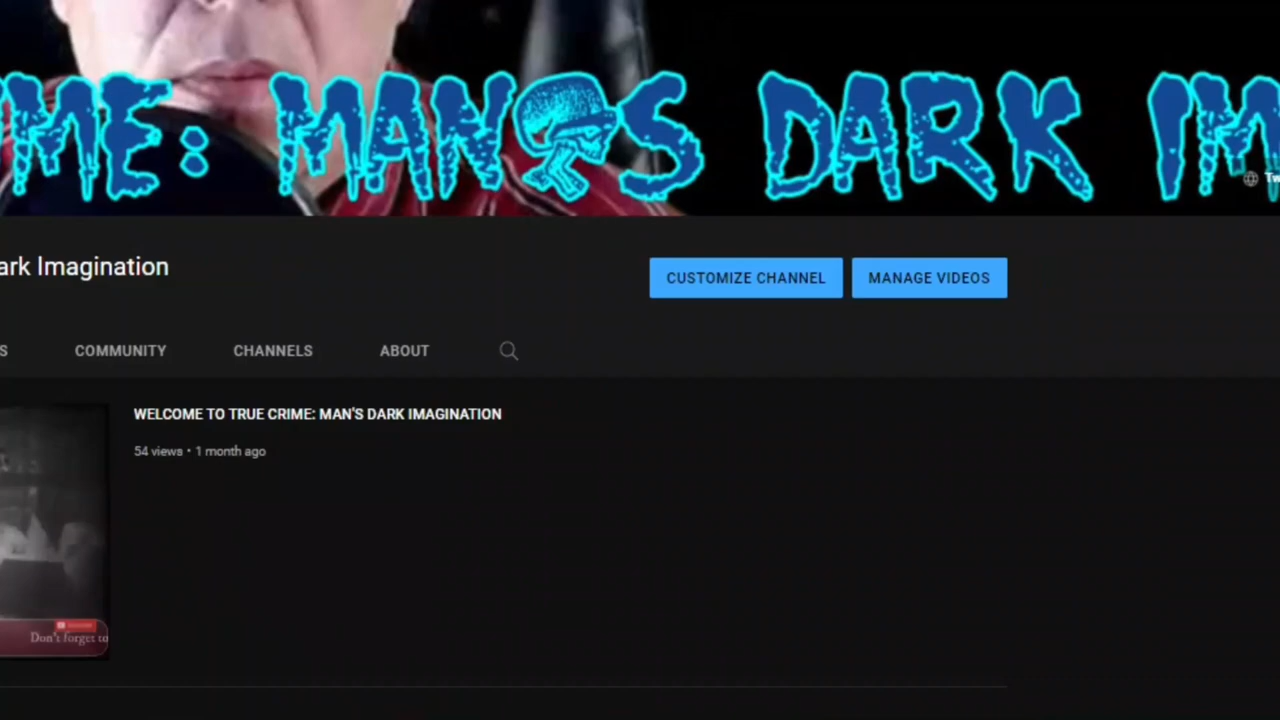 ME: MAN'S DARK IM
Tw
ark Imagination
CUSTOMIZE CHANNEL MANAGE VIDEOS
S COMMUNITY CHANNELS ABOUT
WELCOME TO TRUE CRIME: MAN'S DARK IMAGINATION
54 views • 1 month ago
Don't forget to